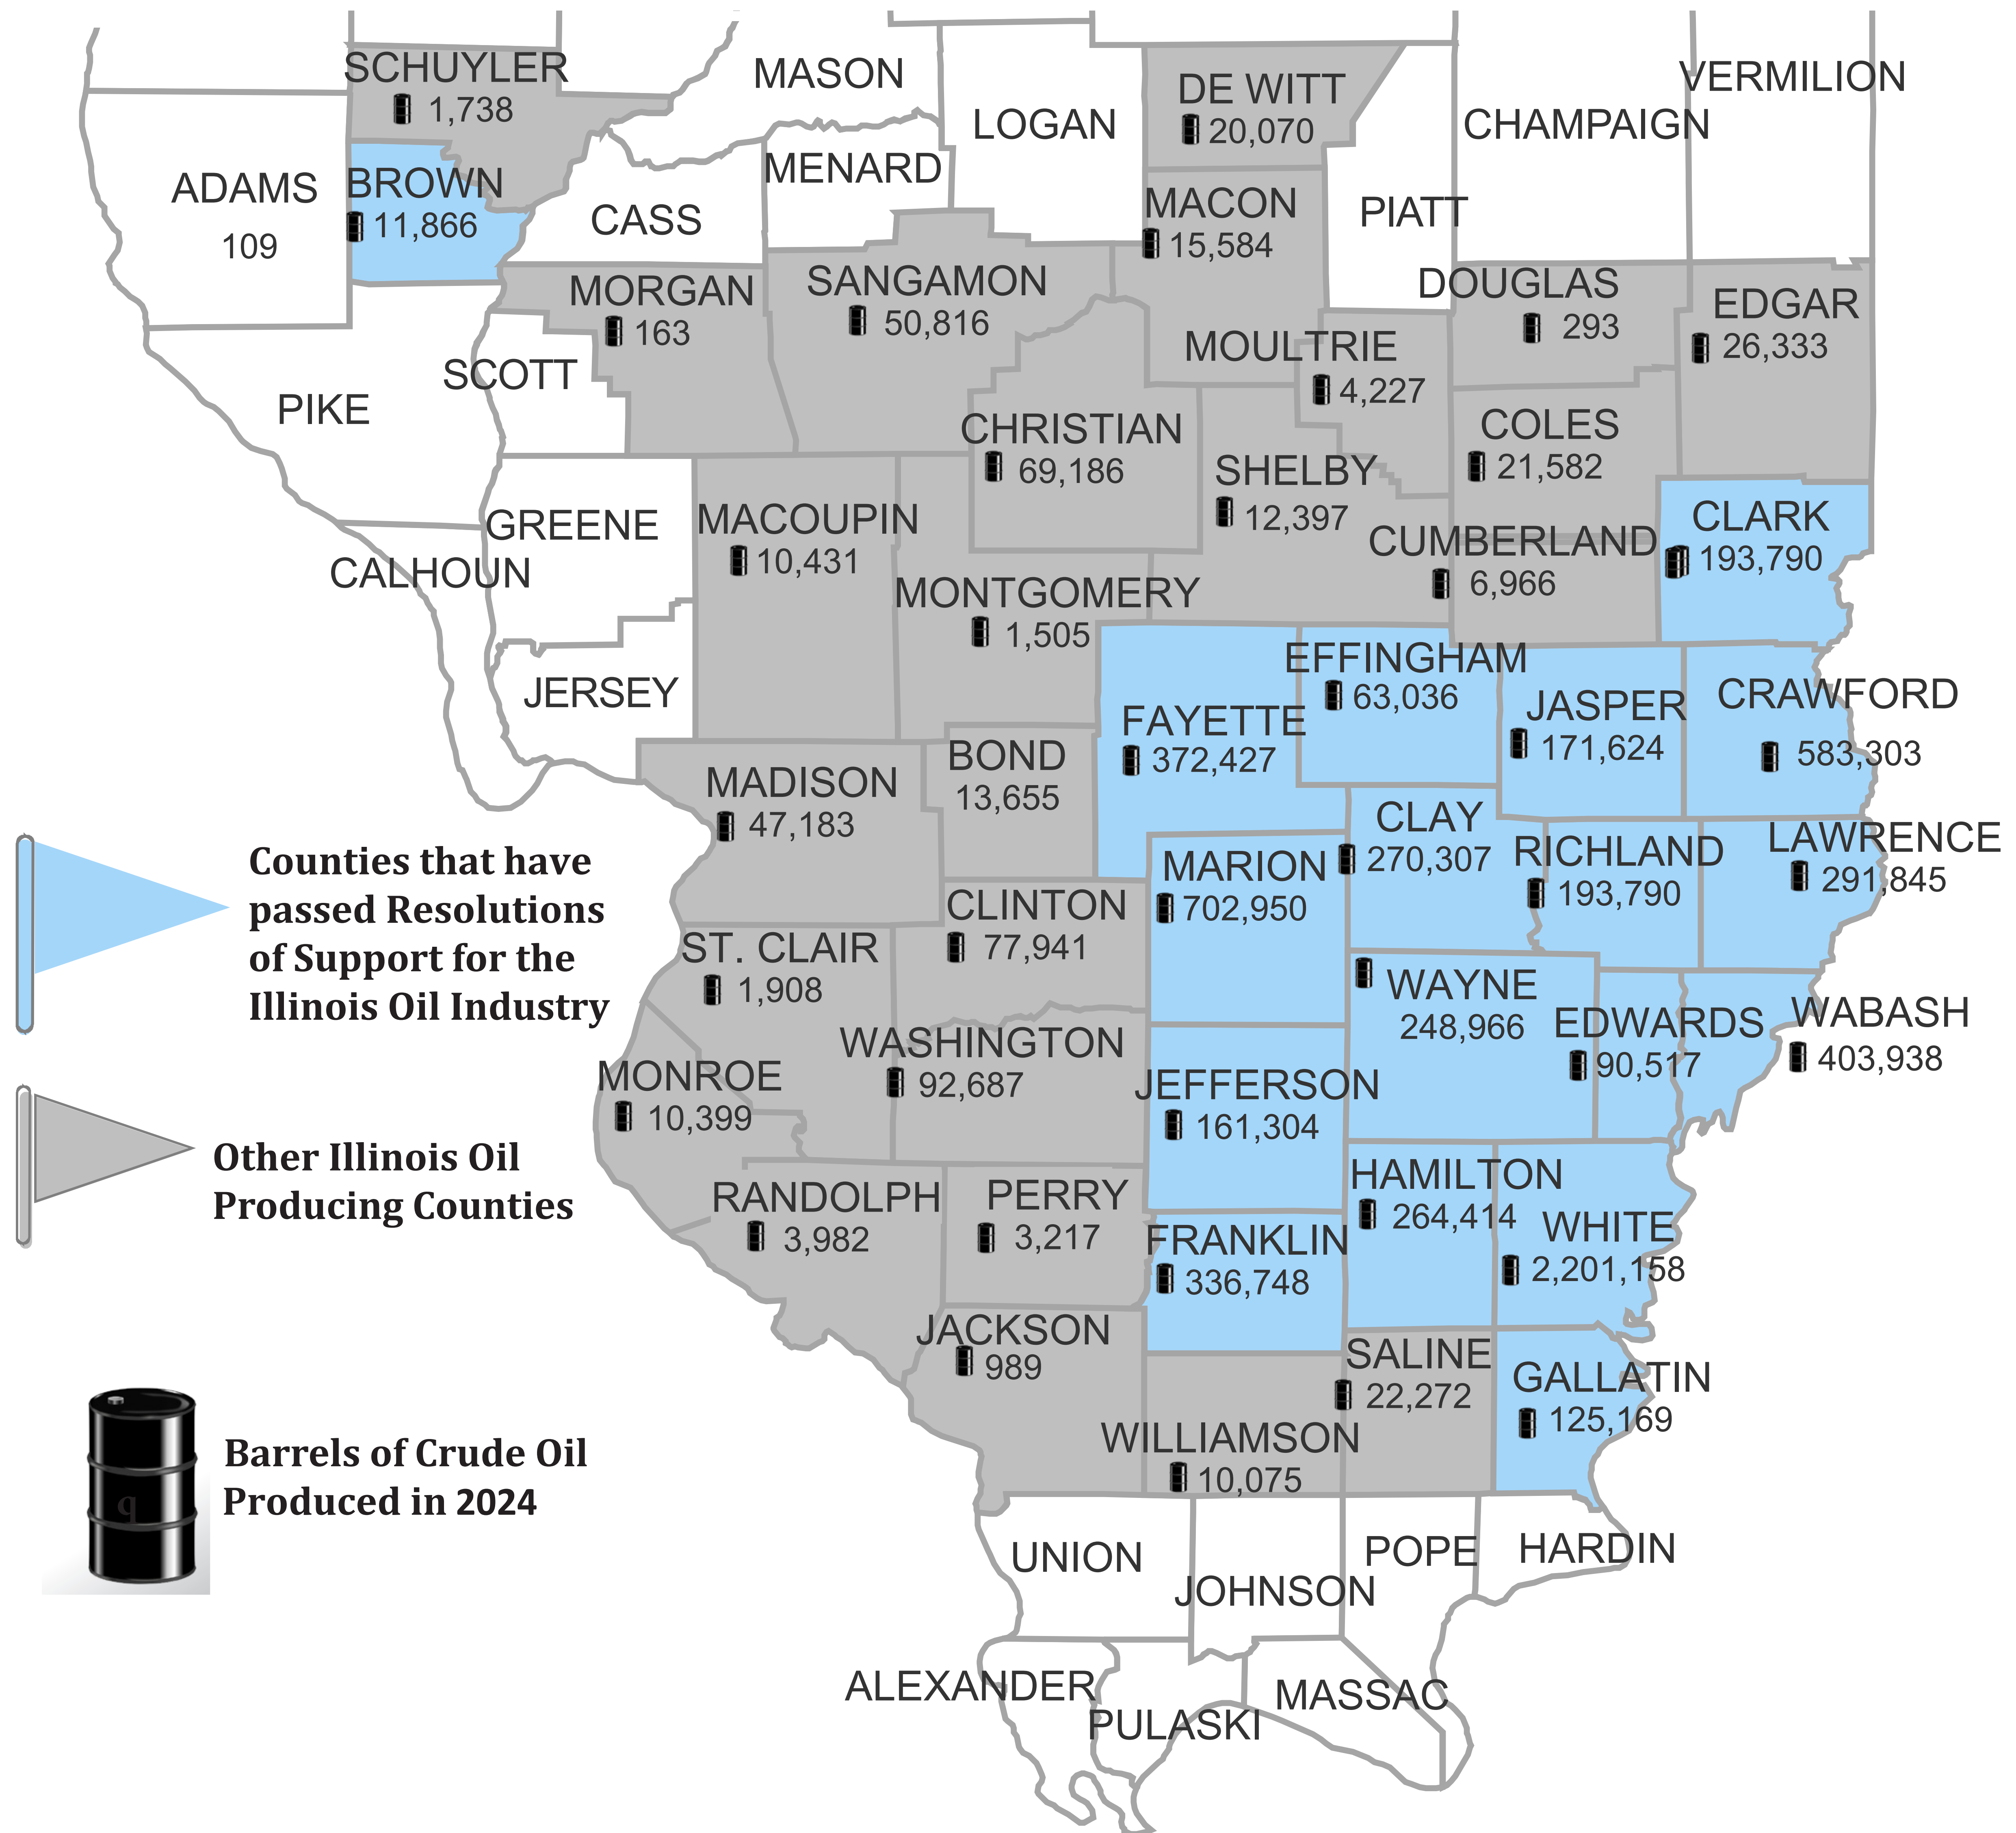 SCHUYLER
1,738
MASON
DE WITT
20,070
VERMILION
LOGAN
CHAMPAIGN
MENARD
ADAMS
109
BROWN
11,866
CASS
MACON
15,584
PIATT
MORGAN
163
SANGAMON
50,816
DOUGLAS
293
EDGAR
26,333
MOULTRIE
4,227
SCOTT
PIKE
CHRISTIAN
69,186
COLES
21,582
SHELBY
12,397
GREENE
MACOUPIN
10,431
CUMBERLAND
6,966
CLARK
193,790
CALHOUN
MONTGOMERY
1,505
JERSEY
EFFINGHAM
63,036
FAYETTE
372,427
JASPER
171,624
CRAWFORD
583,303
MADISON
47,183
BOND
13,655
CLAY
270,307
RICHLAND
193,790
LAWRENCE
291,845
MARION
702,950
Counties that have
passed Resolutions
of Support for the
Illinois Oil Industry
CLINTON
77,941
ST. CLAIR
1,908
WAYNE
248,966
EDWARDS
90,517
WABASH
403,938
WASHINGTON
92,687
MONROE
10,399
JEFFERSON
161,304
Other Illinois Oil
Producing Counties
RANDOLPH
3,982
PERRY
3,217
HAMILTON
264,414
WHITE
2,201,158
FRANKLIN
336,748
JACKSON
989
SALINE
22,272
GALLATIN
125,169
WILLIAMSON
10,075
q
Barrels of Crude Oil
Produced in 2024
UNION
JOHNSON
POPE
HARDIN
ALEXANDER
PULASKI
MASSAC